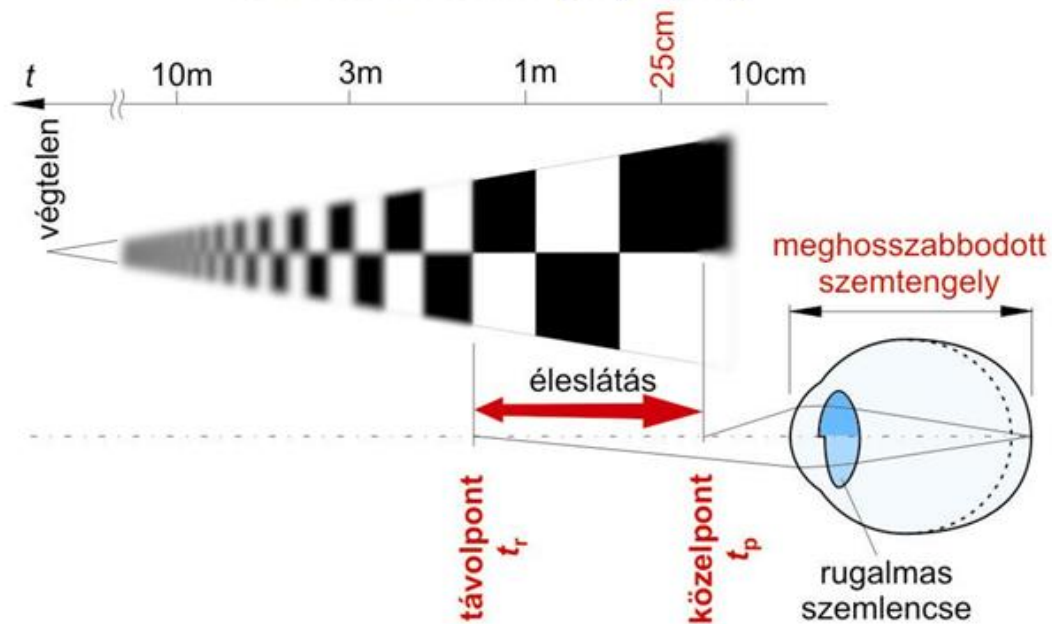 t
10m
3m
1m
25cm
10cm
végtelen
meghosszabbodott
szemtengely
éleslátás
távolpont
tr
közelpont
tp
rugalmas
szemlencse